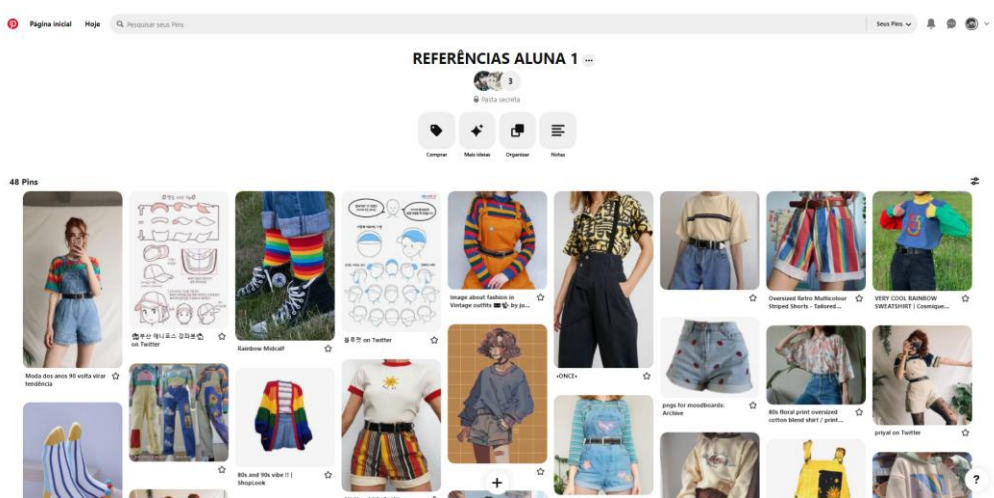 Página inicial
Hoje
Pesquisar seus Pins
Seus Pins
REFERÊNCIAS ALUNA 1
3
Pasta secreta
Comprar
Mais ideias
Organizar
Notas
48 Pins
Moda dos anos 90 volta virar
tendência
on Twitter
Rainbow Midcalf
on Twitter
Image about fashion in
Vintage outfits
by ju...
•ONCE•
pngs for moodboards:
Archive
Oversized Retro Multicolour
Striped Shorts - Tailored...
VERY COOL RAINBOW
SWEATSHIRT | Cosmique...
80s and 90s vibe !! |
ShopLook
80s floral print oversized
cotton blend shirt / print...
priyal on Twitter
+
?